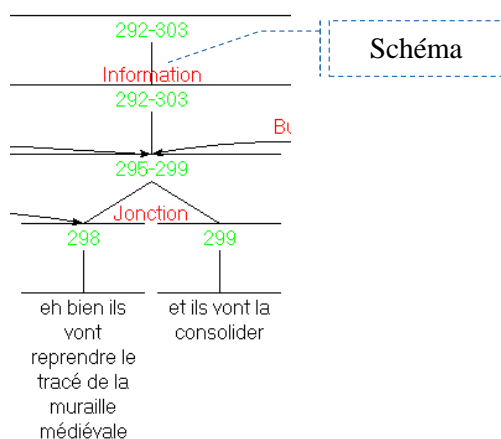 292-303
Schéma
Information
292-303
Bu
295-299
Jonction
298
299
eh bien ils
vont
reprendre le
tracé de la
muraille
médiévale
et ils vont la
consolider